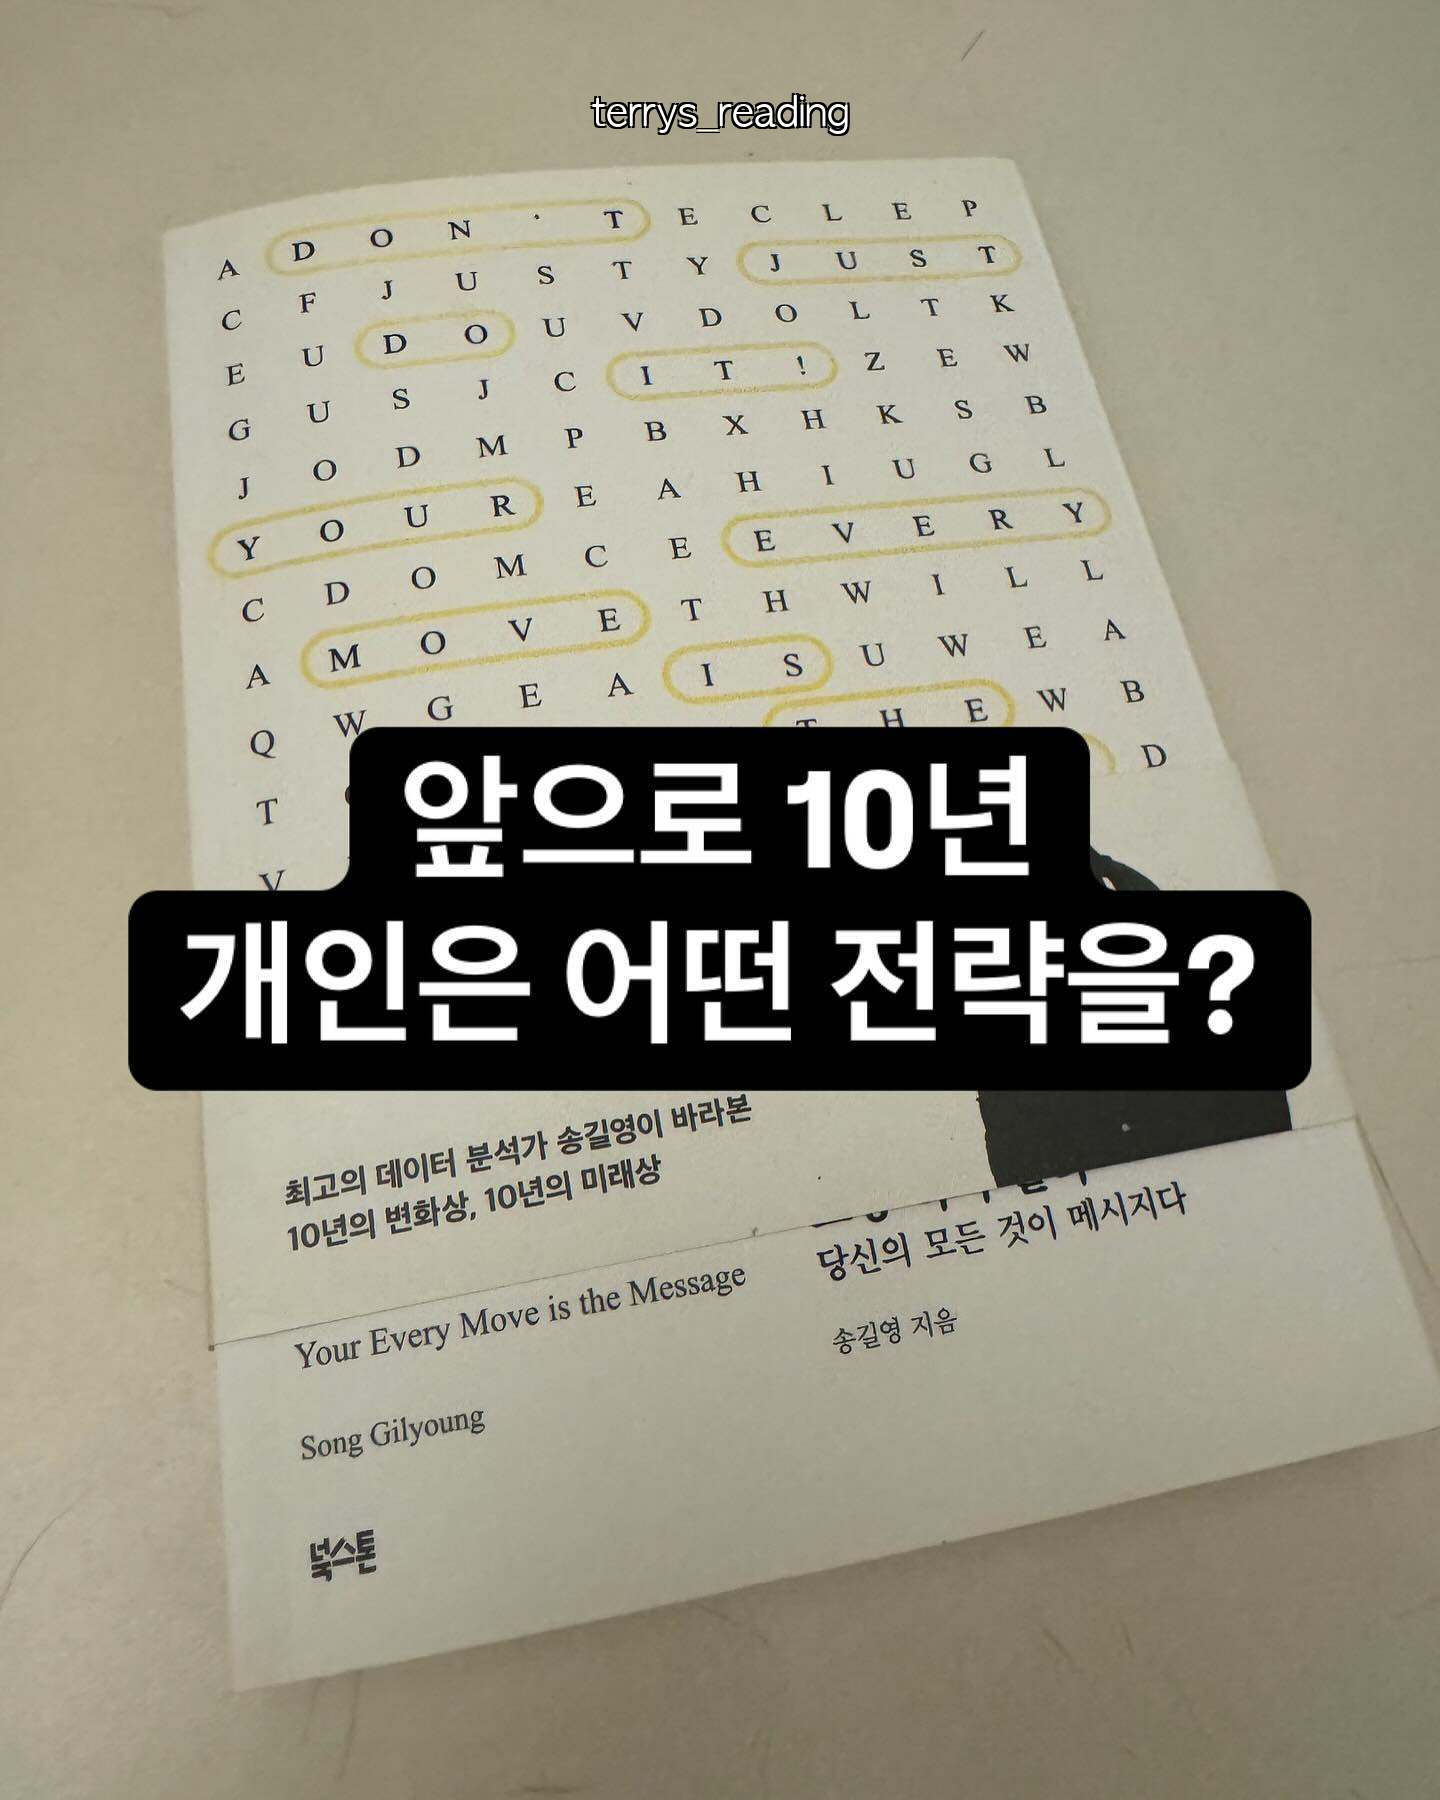 terrys_reading
A D O N ' T E C L E P
C F J U S T Y J U S T
E U D O U V D O L T K
G U S J C I T ! Z E W
J O D M P B X H K S B
Y O U R E A H I U G L
C D O M C E E V E R Y
A M O V E T H W I L L
Q W G E A I S U W E A
T H E W B
T D
V
앞으로 10년
개인은 어떤 전략을?
최고의 데이터 분석가 송길영이 바라본
10년의 변화상, 10년의 미래상
당신의 모든 것이 메시지다
Your Every Move is the Message
송길영 지음
Song Gilyoung
북스톤